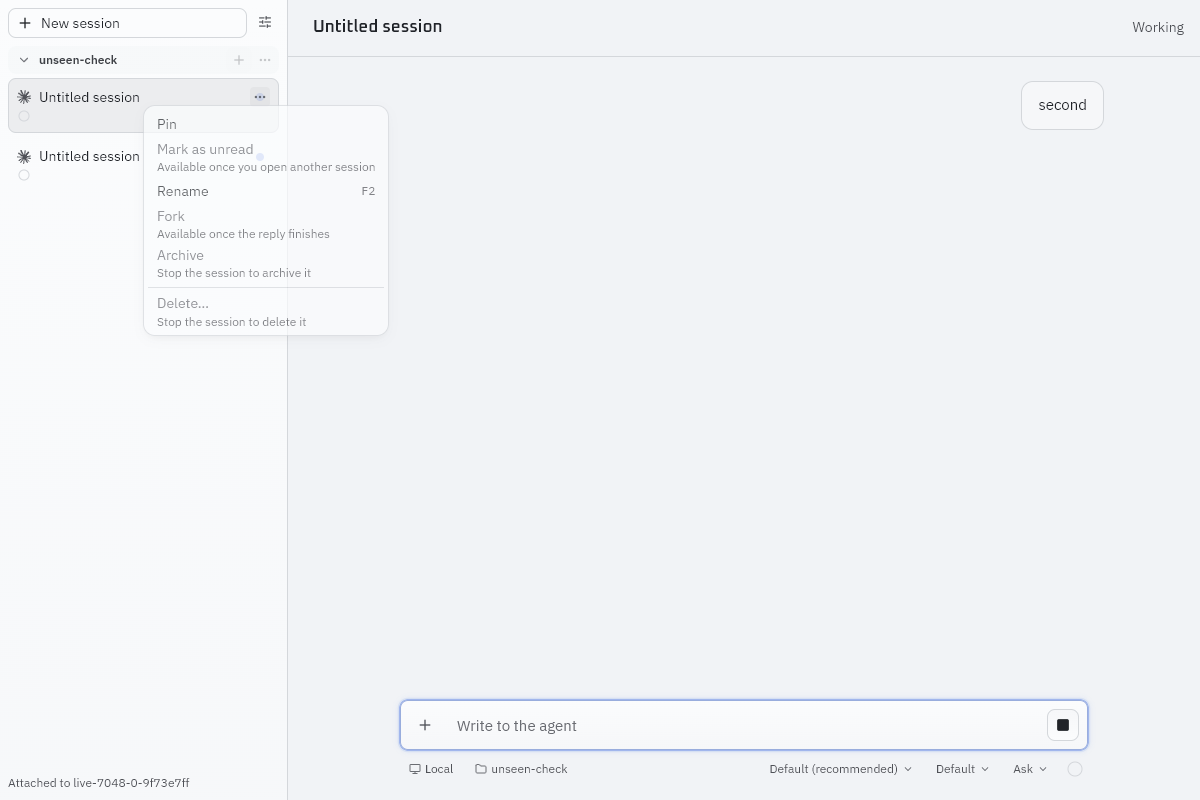 New session
unseen-check
Untitled session
Untitled session
Pin
Mark as unread
Available once you open another session
Rename F2
Fork
Available once the reply finishes
Archive
Stop the session to archive it
Delete...
Stop the session to delete it
Attached to live-7048-0-9f73e7ff
Untitled session
Working
second
Write to the agent
Local unseen-check Default (recommended) Default Ask